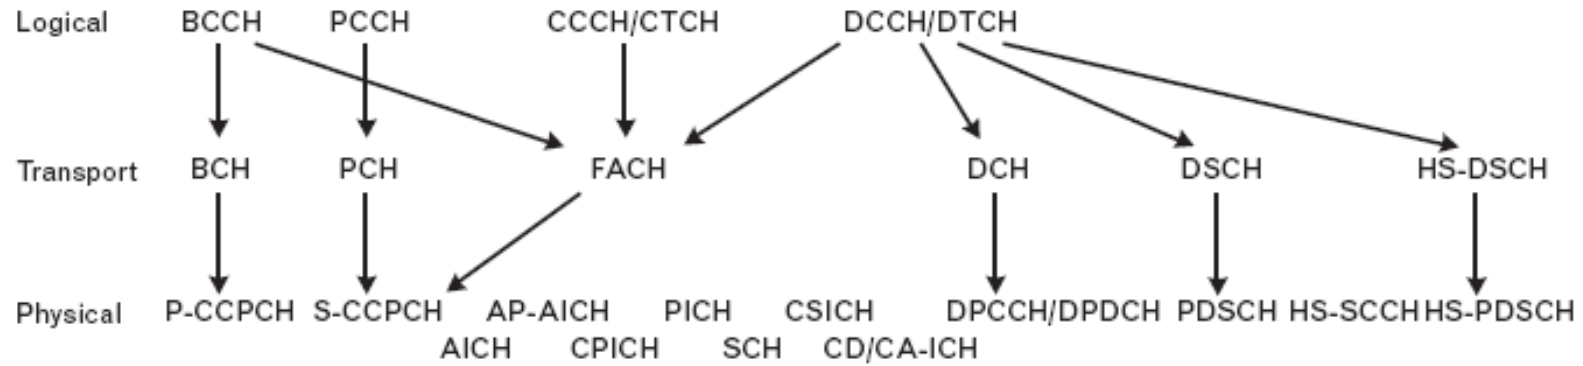 Logical BCCH PCCH CCCH/CTCH DCCH/DTCH
Transport BCH PCH FACH DCH DSCH HS-DSCH
Physical P-CCPCH S-CCPCH AP-AICH PICH CSICH DPCCH/DPDCH PDSCH HS-SCCH HS-PDSCH
AICH CPICH SCH CD/CA-ICH